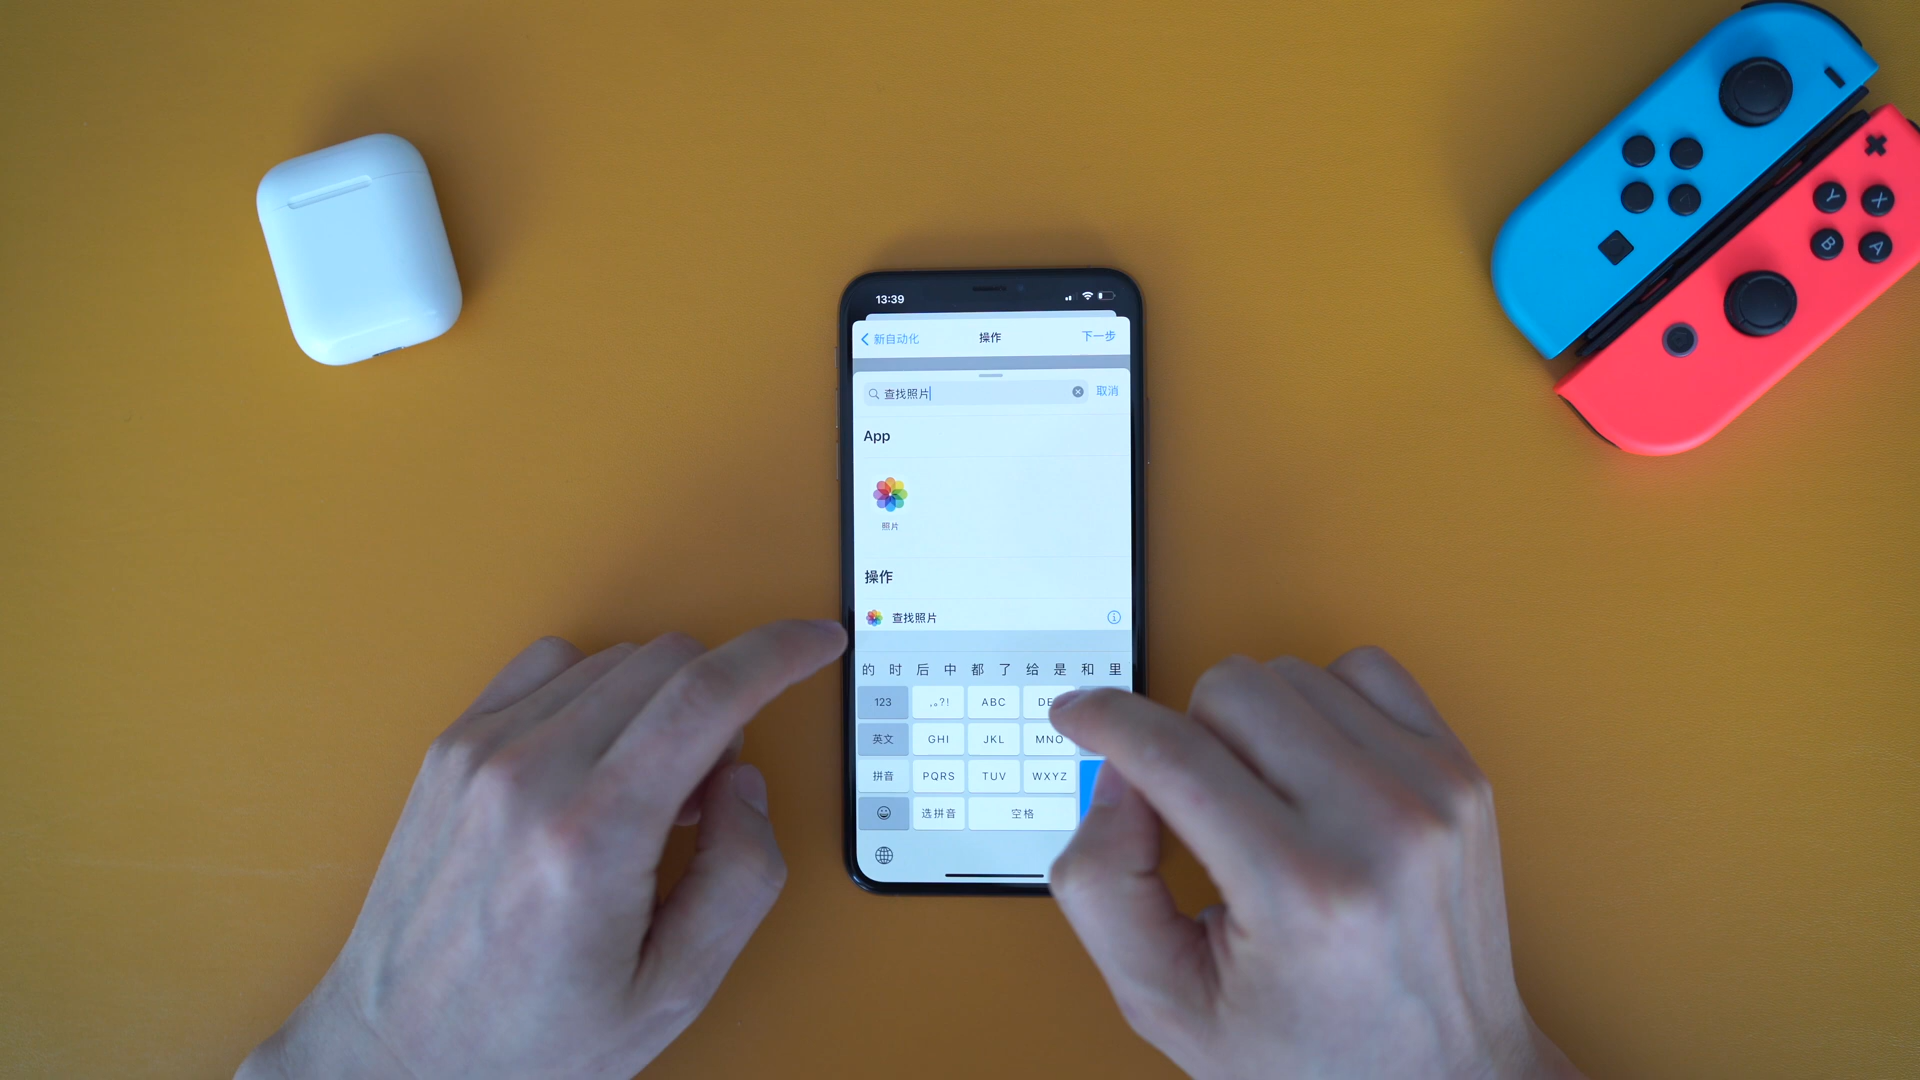 13:39
新自动化 操作 下一步
查找照片 取消
App
照片
操作
查找照片
的 时 后 中 都 了 给 是 和 里
123 ,。?! ABC
英文 GHI JKL MNO
拼音 PQRS TUV WXYZ
选拼音 空格
Y X
B A